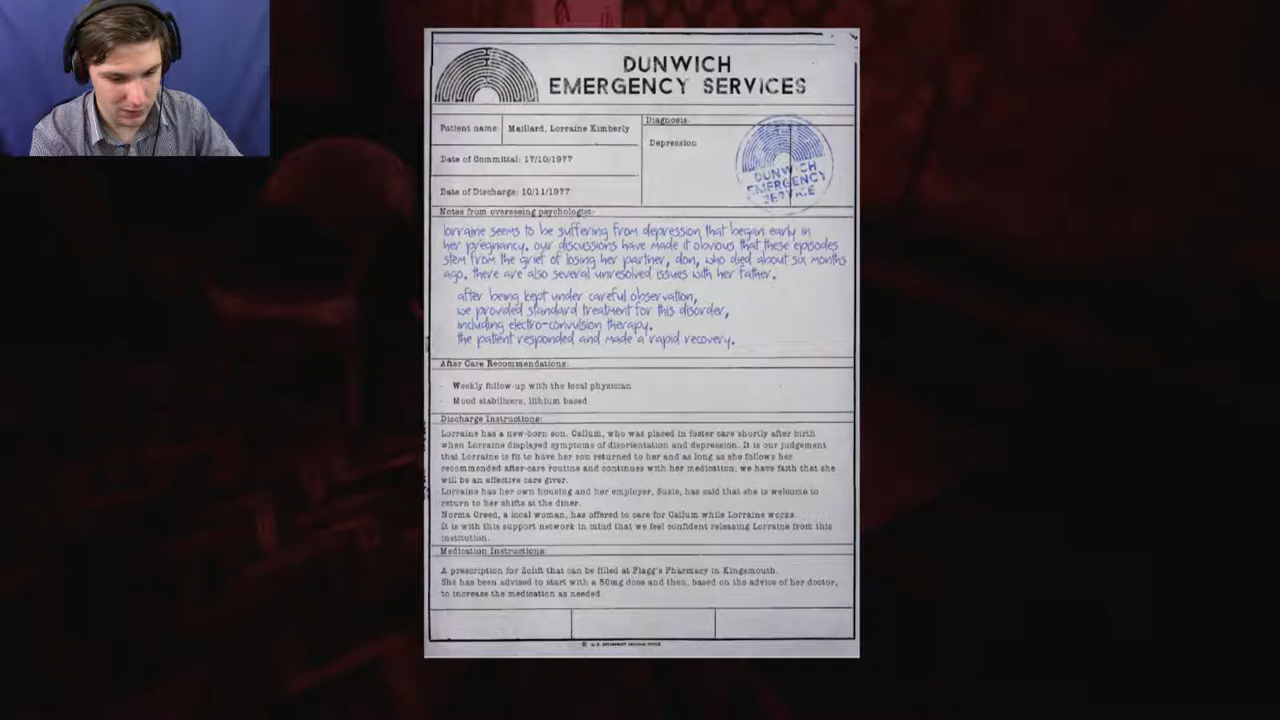 DUNWICH
EMERGENCY SERVICES
Patient name:
Maillard, Lorraine Kimberly
Diagnosis:
Depression
Date of Committal: 17/10/1977
DUNWICH
EMERGENCY
SERVICE
Date of Discharge: 10/11/1977
Notes from overseeing psychologist:
lorraine seems to be suffering from depression that began early in
her pregnancy. our discussions have made it obvious that these episodes
stem from the grief of losing her partner, don, who died about six months
ago. there are also several unresolved issues with her father.
after being kept under careful observation,
we provided standard treatment for this disorder,
including electro-convulsion therapy.
the patient responded and made a rapid recovery.
After Care Recommendations:
- Weekly follow-up with the local physician
- Mood stabilizers, lithium based
Discharge Instructions:
Lorraine has a new-born son, Callum, who was placed in foster care shortly after birth
when Lorraine displayed symptoms of disorientation and depression. It is our judgement
that Lorraine is fit to have her son returned to her and as long as she follows her
recommended after-care routine and continues with her medication, we have faith that she
will be an effective care giver.
Lorraine has her own housing and her employer, Susie, has said that she is welcome to
return to her shifts at the diner.
Norma Creed, a local woman, has offered to care for Callum while Lorraine works.
It is with this support network in mind that we feel confident releasing Lorraine from this
institution.
Medication Instructions:
A prescription for Zolift that can be filled at Flagg's Pharmacy in Kingsmouth.
She has been advised to start with a 50mg dose and then, based on the advice of her doctor,
to increase the medication as needed.